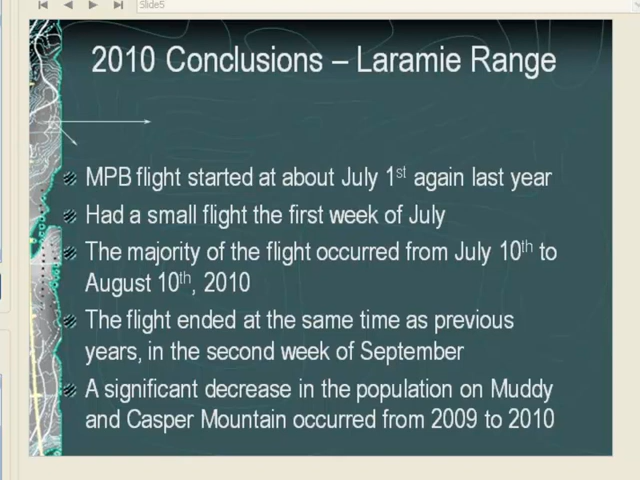 Slide5
2010 Conclusions – Laramie Range
MPB flight started at about July 1st again last year
Had a small flight the first week of July
The majority of the flight occurred from July 10th to
August 10th, 2010
The flight ended at the same time as previous
years, in the second week of September
A significant decrease in the population on Muddy
and Casper Mountain occurred from 2009 to 2010